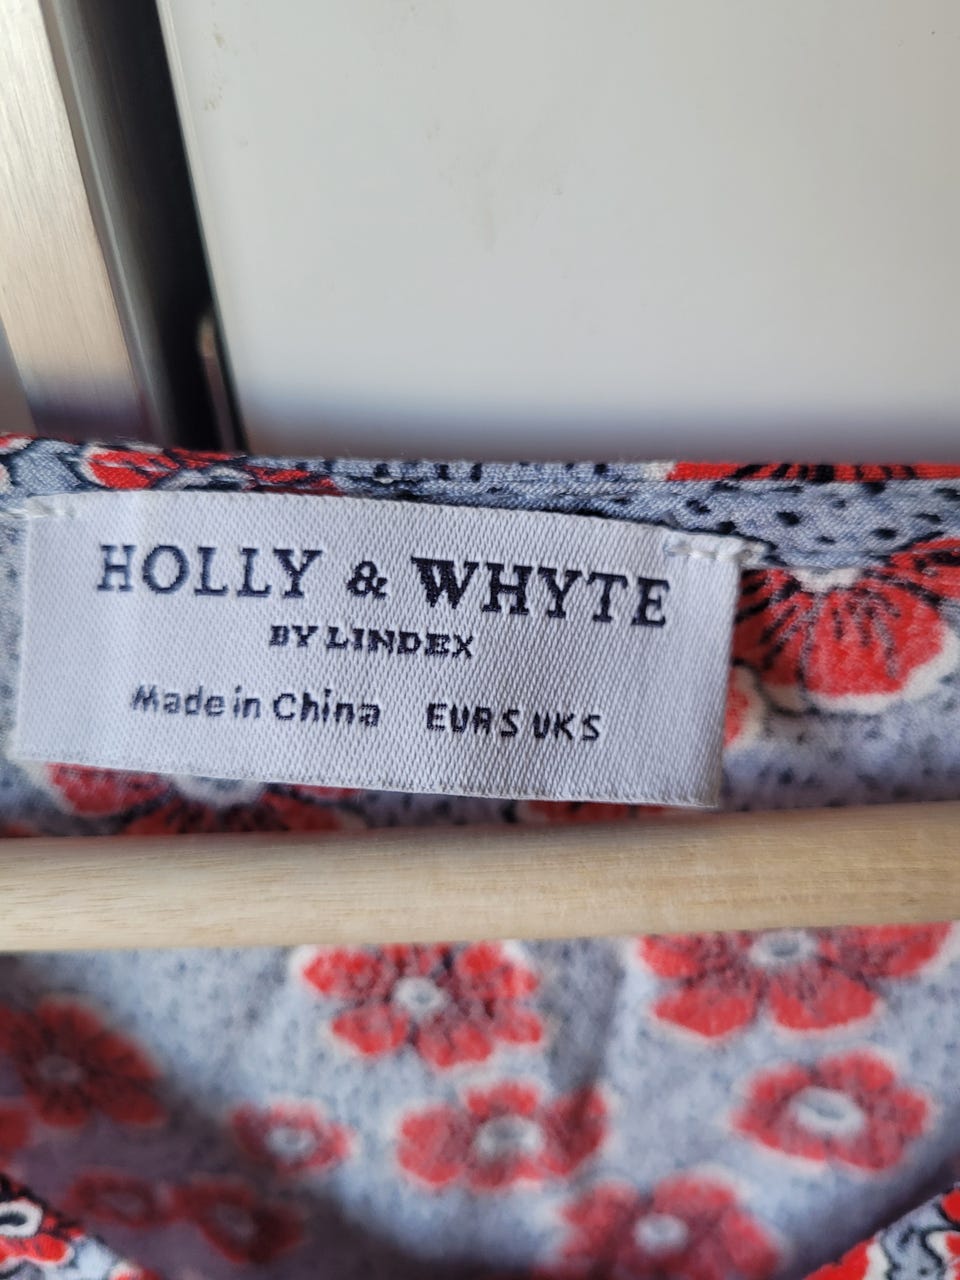 HOLLY & WHYTE
BY LINDEX
Made in China EUR S UK S